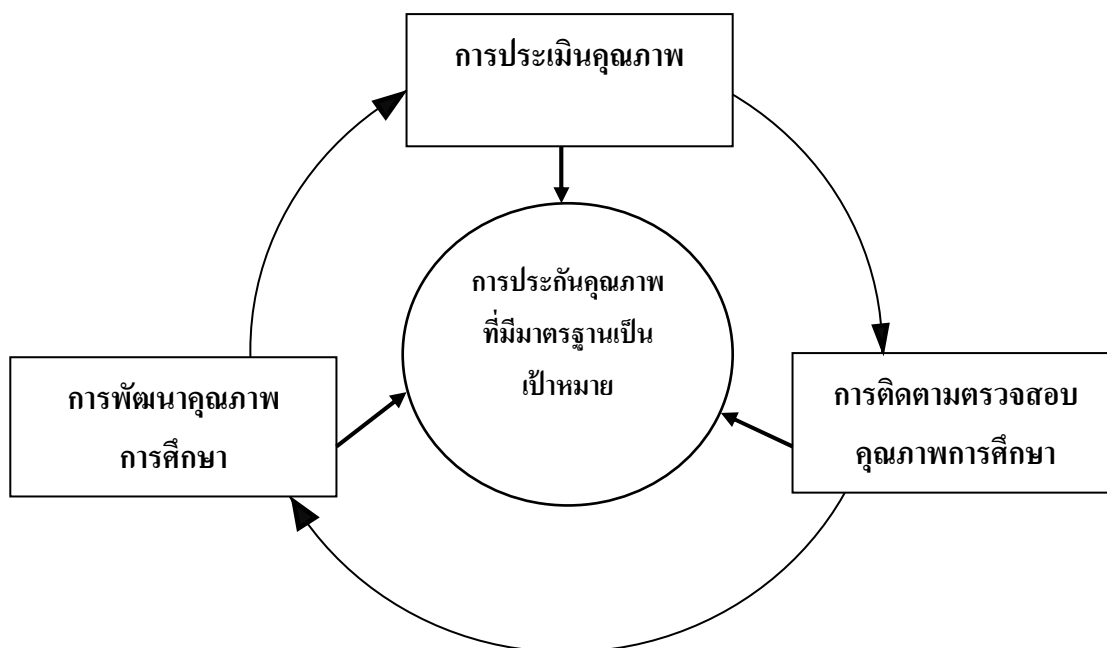 การประเมินคุณภาพ
การประกันคุณภาพ
ที่มีมาตรฐานเป็น
เป้าหมาย
การพัฒนาคุณภาพ
การศึกษา
การติดตามตรวจสอบ
คุณภาพการศึกษา